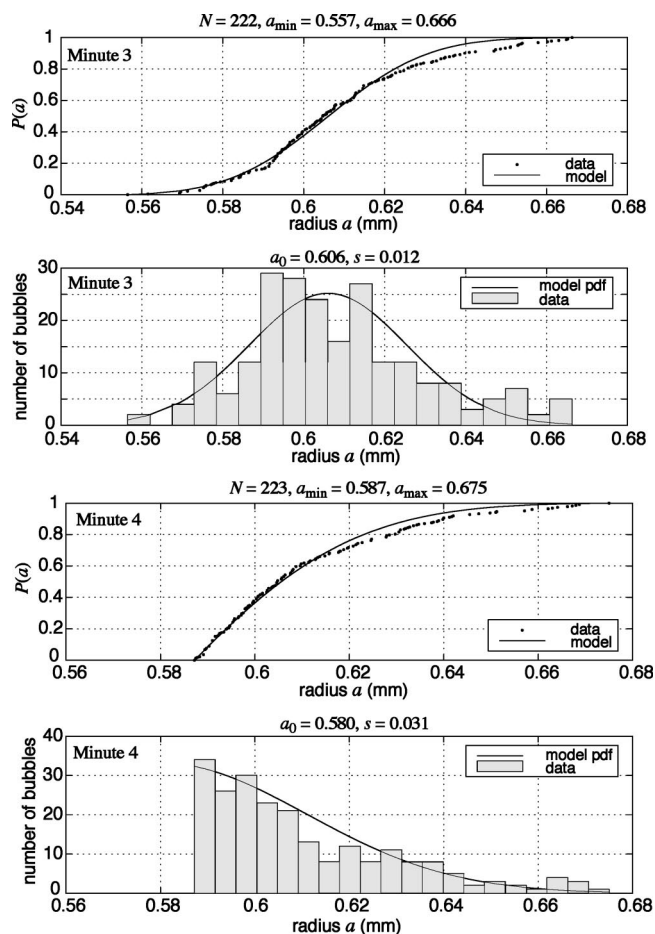 N = 222, a_min = 0.557, a_max = 0.666
Minute 3
P(a)
1
0.8
0.6
0.4
0.2
0
data
model
0.54 0.56 0.58 0.6 0.62 0.64 0.66 0.68
radius a (mm)
a_0 = 0.606, s = 0.012
Minute 3
number of bubbles
30
20
10
0
model pdf
data
0.54 0.56 0.58 0.6 0.62 0.64 0.66 0.68
radius a (mm)
N = 223, a_min = 0.587, a_max = 0.675
Minute 4
P(a)
1
0.8
0.6
0.4
0.2
0
data
model
0.56 0.58 0.6 0.62 0.64 0.66 0.68
radius a (mm)
a_0 = 0.580, s = 0.031
Minute 4
number of bubbles
40
30
20
10
0
model pdf
data
0.56 0.58 0.6 0.62 0.64 0.66 0.68
radius a (mm)